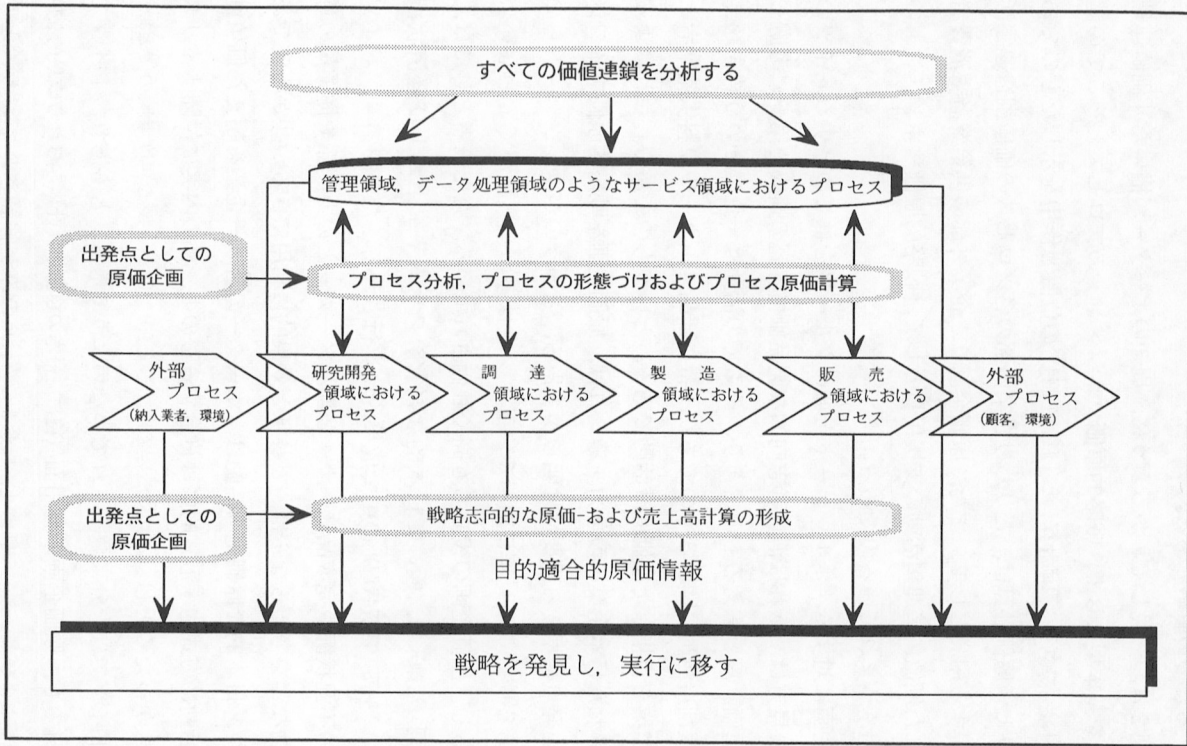 すべての価値連鎖を分析する
管理領域，データ処理領域のようなサービス領域におけるプロセス
出発点としての
原価企画
プロセス分析，プロセスの形態づけおよびプロセス原価計算
外部
プロセス
(納入業者，環境)
研究開発
領域における
プロセス
調　達
領域における
プロセス
製　造
領域における
プロセス
販　売
領域における
プロセス
外部
プロセス
(顧客，環境)
出発点としての
原価企画
戦略志向的な原価-および売上高計算の形成
目的適合的原価情報
戦略を発見し，実行に移す